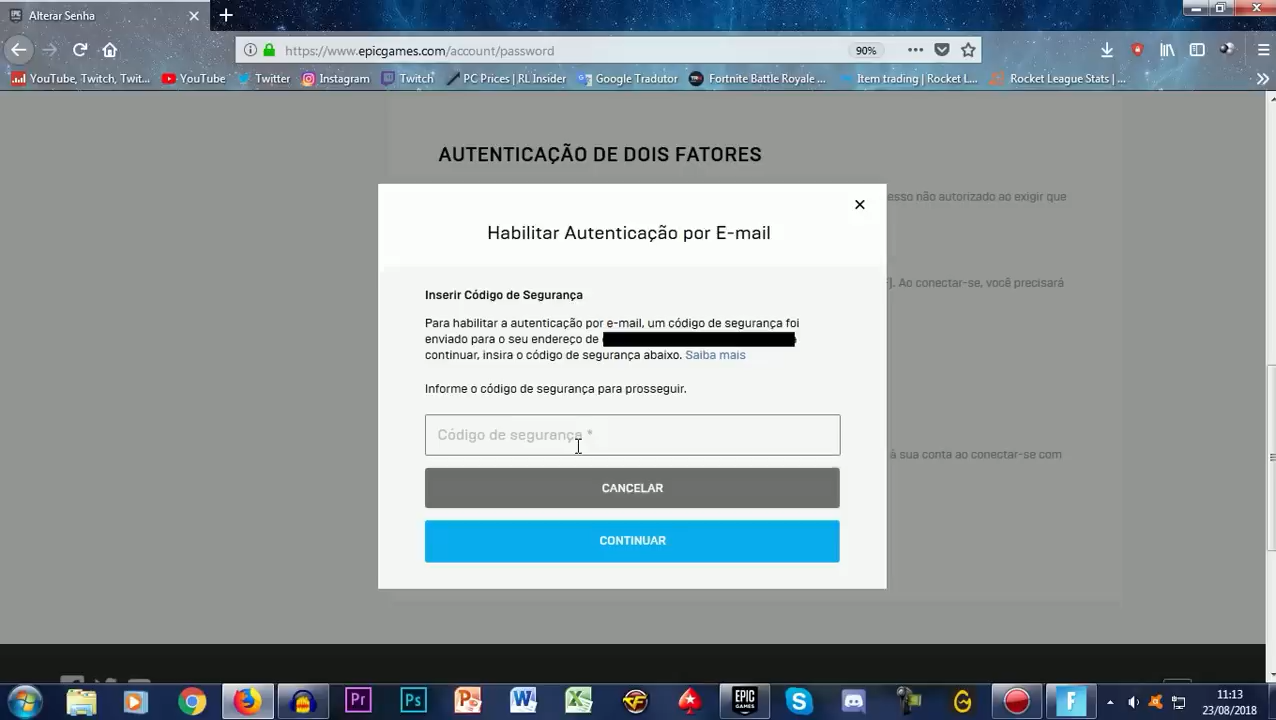 Alterar Senha
https://www.epicgames.com/account/password
90%
YouTube, Twitch, Twit...
YouTube
Twitter
Instagram
Twitch
PC Prices | RL Insider
Google Tradutor
Fortnite Battle Royale ...
Item trading | Rocket L...
Rocket League Stats | ...
AUTENTICAÇÃO DE DOIS FATORES
esso não autorizado ao exigir que
Habilitar Autenticação por E-mail
]. Ao conectar-se, você precisará
Inserir Código de Segurança
Para habilitar a autenticação por e-mail, um código de segurança foi
enviado para o seu endereço de
continuar, insira o código de segurança abaixo. Saiba mais
Informe o código de segurança para prosseguir.
Código de segurança *
à sua conta ao conectar-se com
CANCELAR
CONTINUAR
Pr
Ps
EPIC
GAMES
F
11:13
23/08/2018